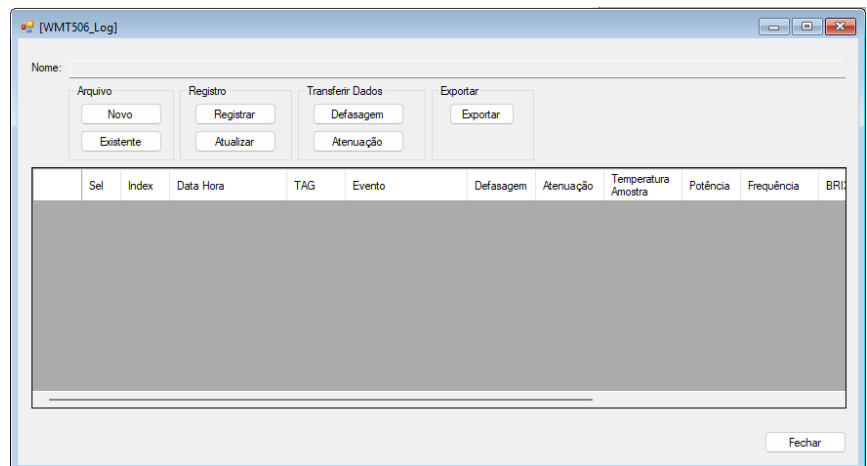 [WMT506_Log]
Nome:
Arquivo Registro Transferir Dados Exportar
Novo Registrar Defasagem Exportar
Existente Atualizar Atenuação
Sel Index Data Hora TAG Evento Defasagem Atenuação Temperatura Amostra Potência Frequência BRI
Fechar